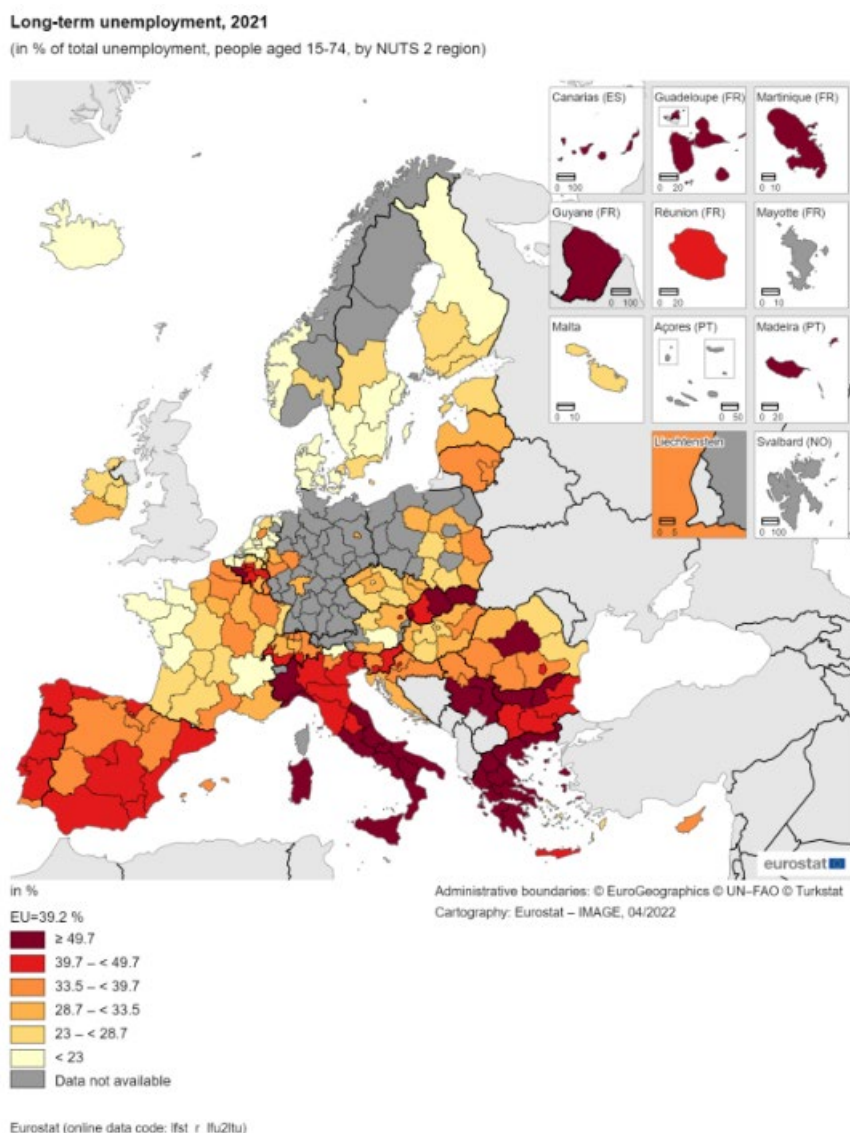 Long-term unemployment, 2021
(in % of total unemployment, people aged 15-74, by NUTS 2 region)
Canarias (ES)
0 100
Guadeloupe (FR)
0 20
Martinique (FR)
0 10
Guyane (FR)
0 100
Réunion (FR)
0 20
Mayotte (FR)
0 10
Malta
0 10
Açores (PT)
0 50
Madeira (PT)
0 20
Liechtenstein
0 5
Svalbard (NO)
0 100
eurostat
in %
Administrative boundaries: © EuroGeographics © UN–FAO © Turkstat
Cartography: Eurostat – IMAGE, 04/2022
EU=39.2 %
≥ 49.7
39.7 – < 49.7
33.5 – < 39.7
28.7 – < 33.5
23 – < 28.7
< 23
Data not available
Eurostat (online data code: lfst_r_lfu2ltu)